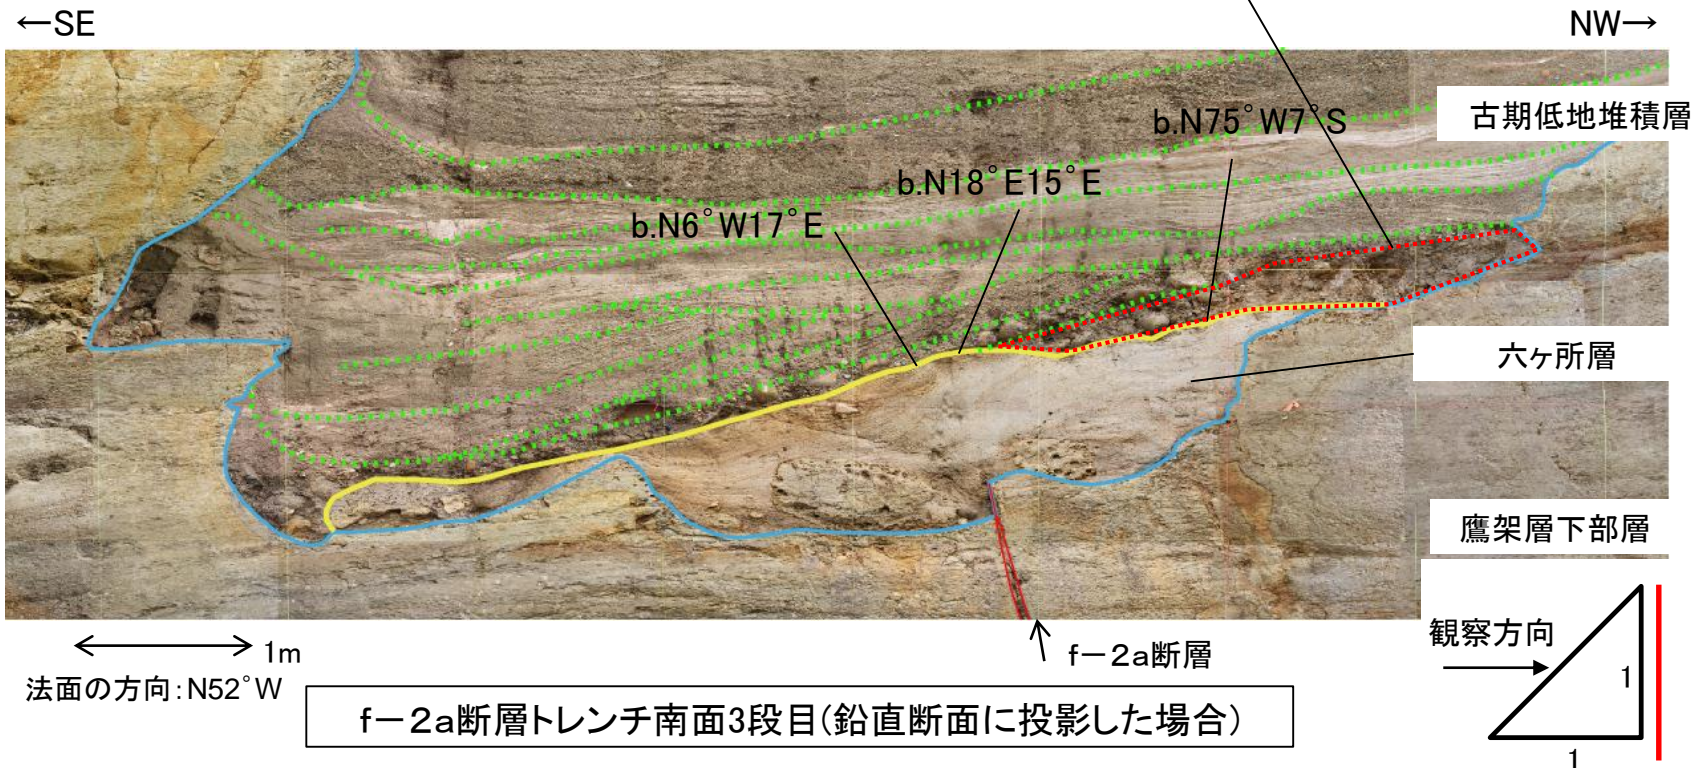 ←SE
NW→
古期低地堆積層
b.N75°W7°S
b.N18°E15°E
b.N6°W17°E
六ヶ所層
鷹架層下部層
観察方向
1
1
1m
f-2a断層
法面の方向:N52°W
f-2a断層トレンチ南面3段目(鉛直断面に投影した場合)